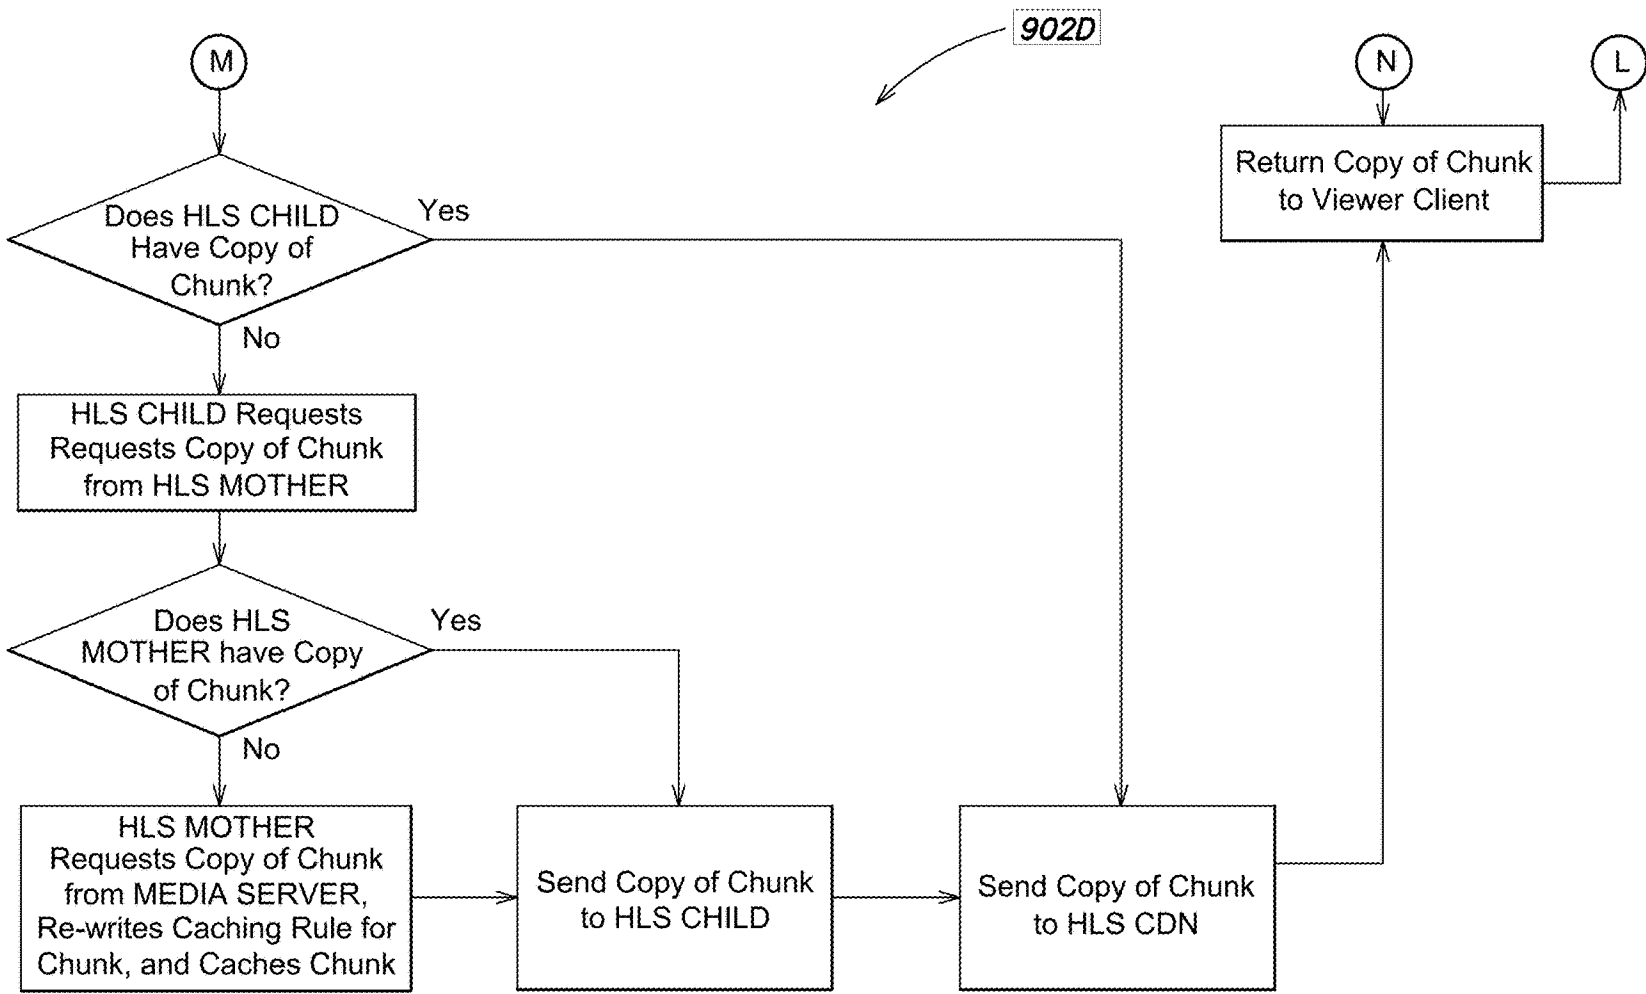 M
902D
N
L
Return Copy of Chunk
to Viewer Client
Does HLS CHILD
Have Copy of
Chunk?
Yes
No
HLS CHILD Requests
Requests Copy of Chunk
from HLS MOTHER
Does HLS
MOTHER have Copy
of Chunk?
Yes
No
HLS MOTHER
Requests Copy of Chunk
from MEDIA SERVER,
Re-writes Caching Rule for
Chunk, and Caches Chunk
Send Copy of Chunk
to HLS CHILD
Send Copy of Chunk
to HLS CDN